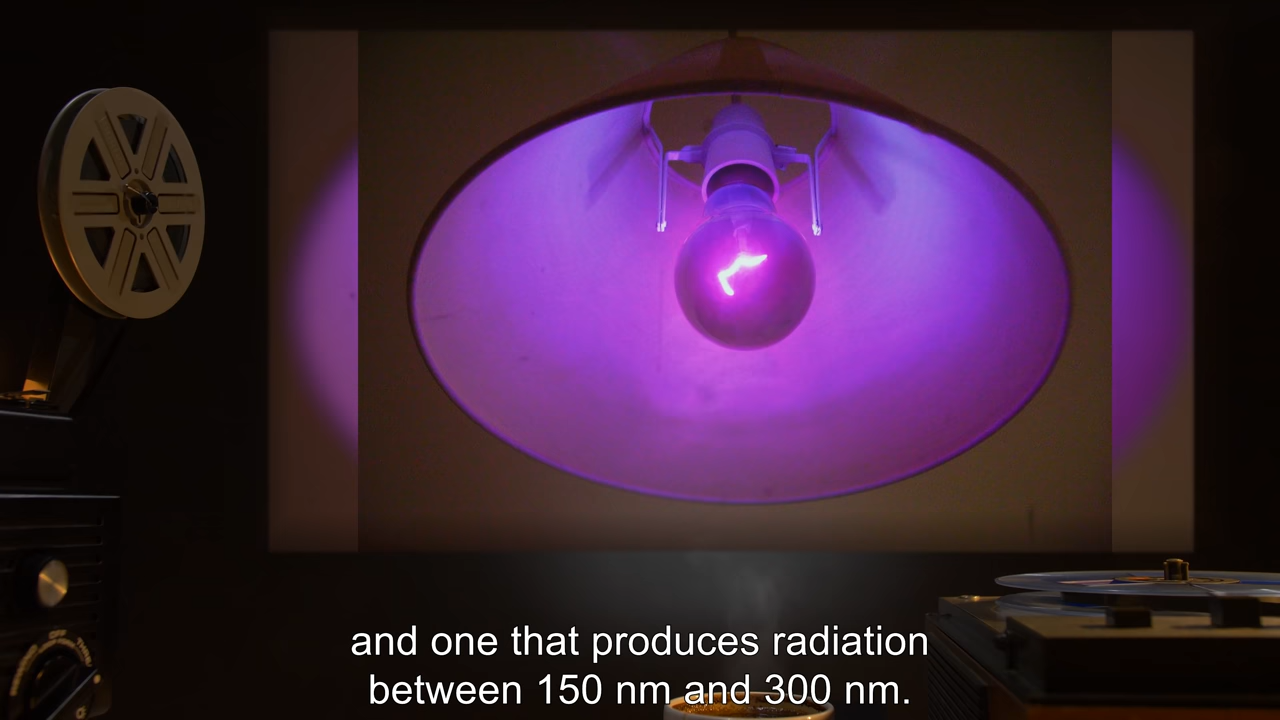 and one that produces radiation
between 150 nm and 300 nm.